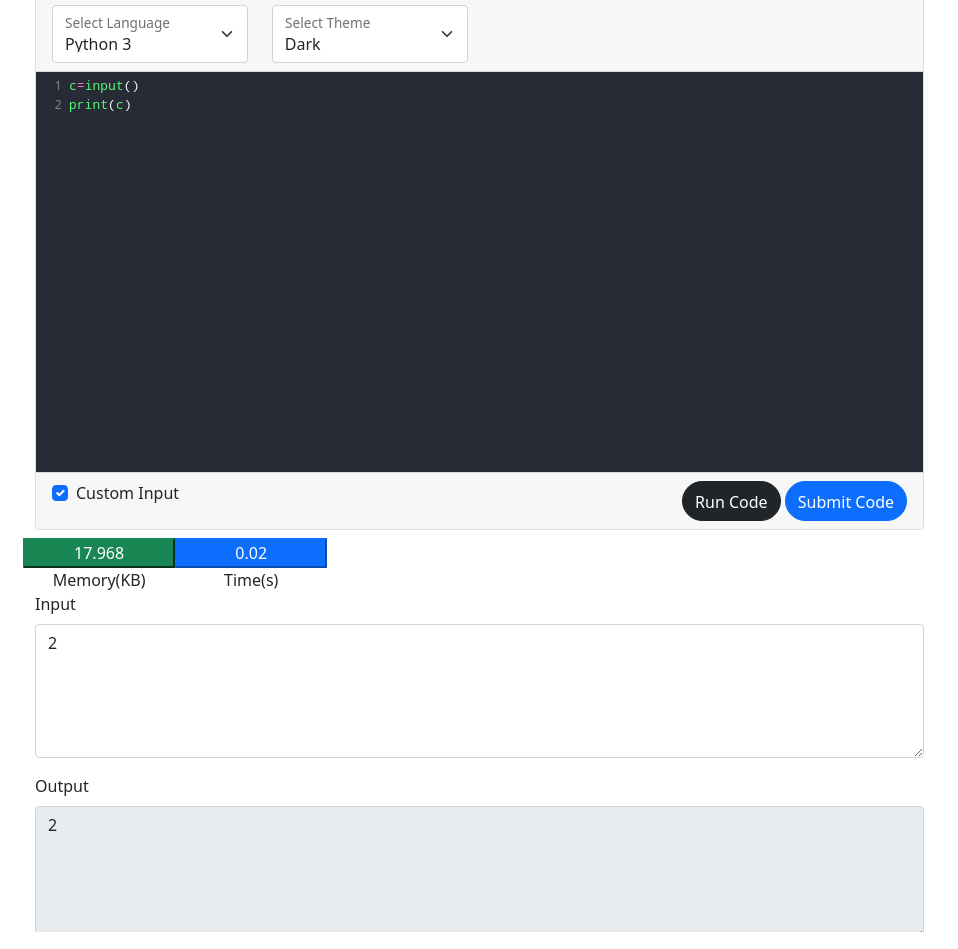 Select Language
Python 3
Select Theme
Dark
1 c=input()
2 print(c)
Custom Input
Run Code
Submit Code
17.968
0.02
Memory(KB)
Time(s)
Input
2
Output
2